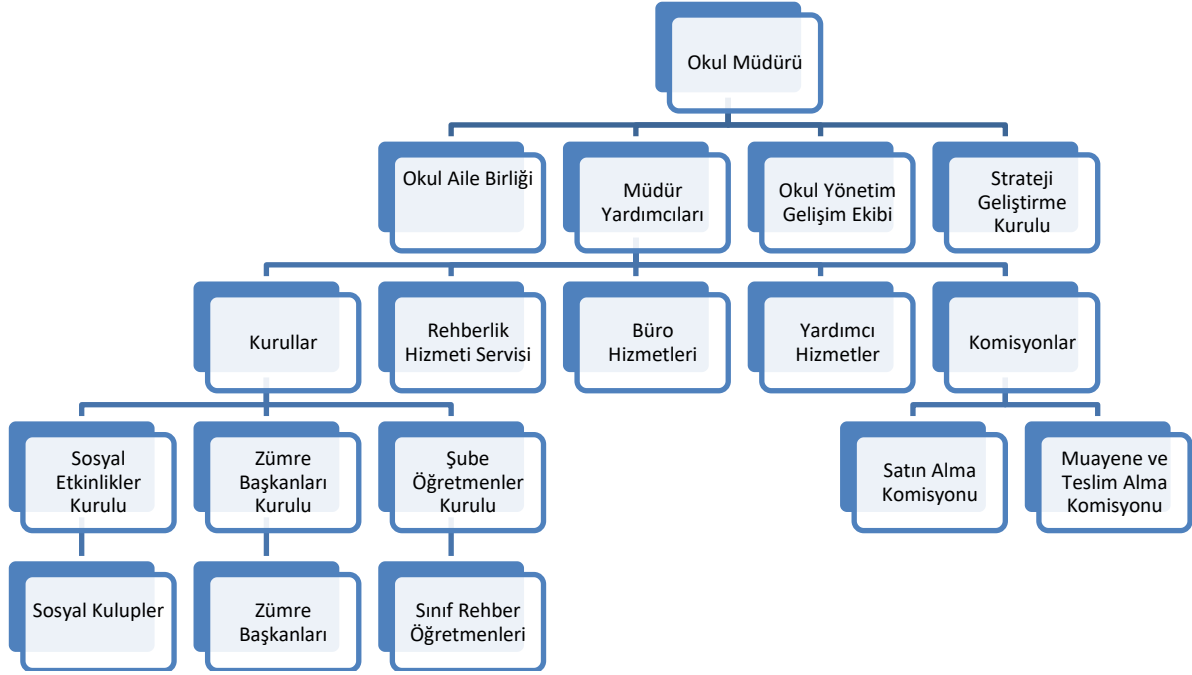 Okul Müdürü
Okul Aile Birliği
Müdür
Yardımcıları
Okul Yönetim
Gelişim Ekibi
Strateji
Geliştirme
Kurulu
Kurullar
Rehberlik
Hizmeti Servisi
Büro
Hizmetleri
Yardımcı
Hizmetler
Komisyonlar
Sosyal
Etkinlikler
Kurulu
Zümre
Başkanları
Kurulu
Şube
Öğretmenler
Kurulu
Satın Alma
Komisyonu
Muayene ve
Teslim Alma
Komisyonu
Sosyal Kulupler
Zümre
Başkanları
Sınıf Rehber
Öğretmenleri